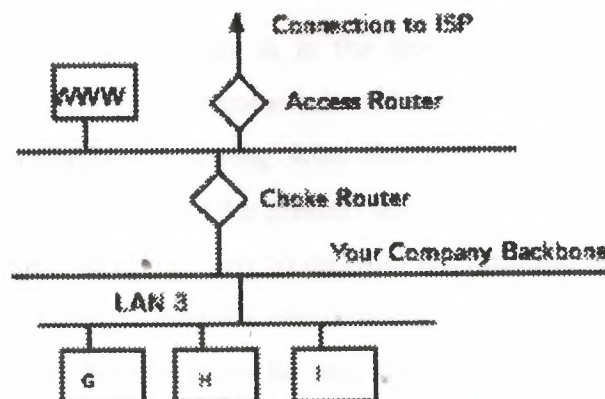 Connection to ISP
WWW
Access Router
Choke Router
Your Company Backbone
LAN 3
G
H
I